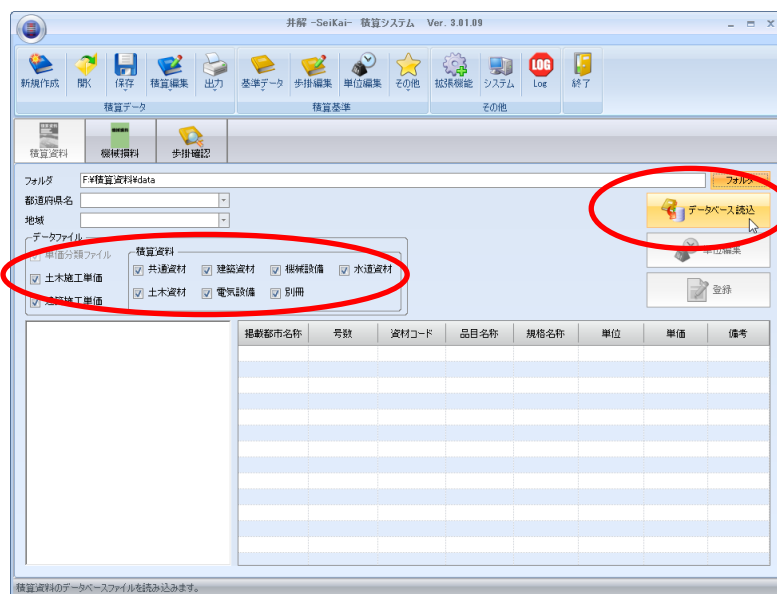 井解 -SeiKai- 積算システム Ver. 3.01.09
新規作成 開く 保存 積算編集 出力 基準データ 歩掛編集 単位編集 その他 拡張機能 システム Log 終了
LOG
積算データ 積算基準 その他
積算資料 機械損料 歩掛確認
フォルダ F:¥積算資料¥data フォルダ
都道府県名
地域
データベース読込
データファイル
単価分類ファイル
土木施工単価
建築施工単価
積算資料
共通資材 建築資材 機械設備 水道資材
土木資材 電気設備 別冊
単位編集
登録
掲載都市名称 号数 資材コード 品目名称 規格名称 単位 単価 備考
積算資料のデータベースファイルを読み込みます。